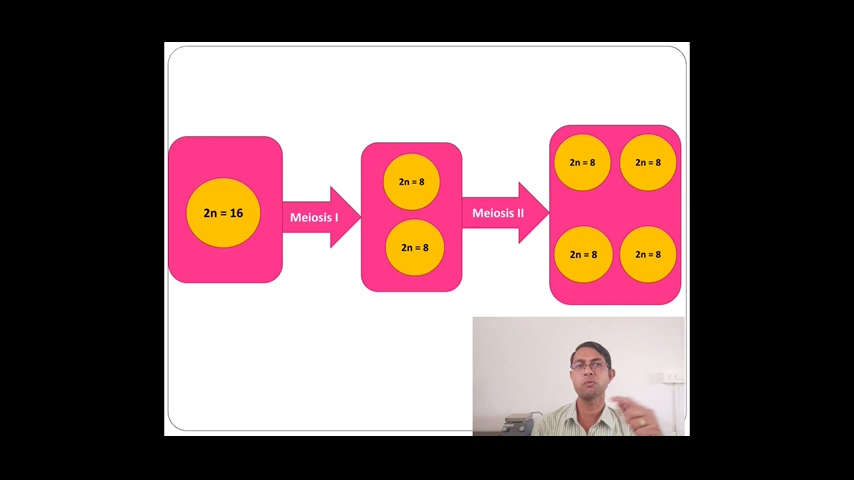 2n = 16
Meiosis I
2n = 8
2n = 8
Meiosis II
2n = 8
2n = 8
2n = 8
2n = 8